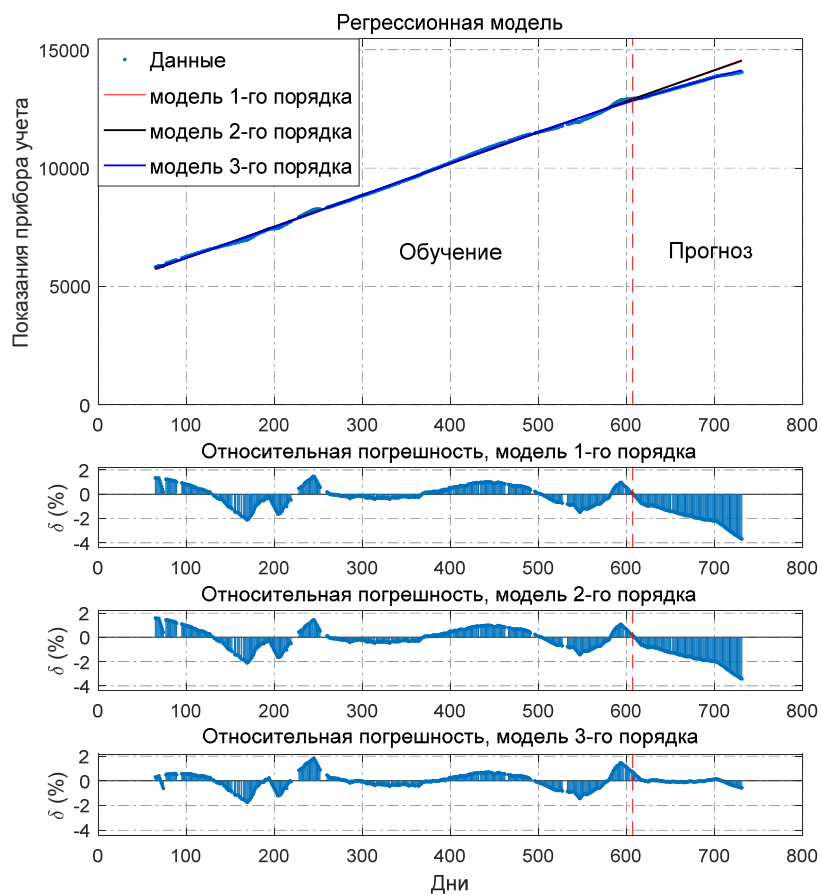 Регрессионная модель
15000
10000
5000
0
Показания прибора учета
Данные
модель 1-го порядка
модель 2-го порядка
модель 3-го порядка
Обучение
Прогноз
0 100 200 300 400 500 600 700 800
Относительная погрешность, модель 1-го порядка
2
0
-2
-4
δ (%)
0 100 200 300 400 500 600 700 800
Относительная погрешность, модель 2-го порядка
2
0
-2
-4
δ (%)
0 100 200 300 400 500 600 700 800
Относительная погрешность, модель 3-го порядка
2
0
-2
-4
δ (%)
0 100 200 300 400 500 600 700 800
Дни